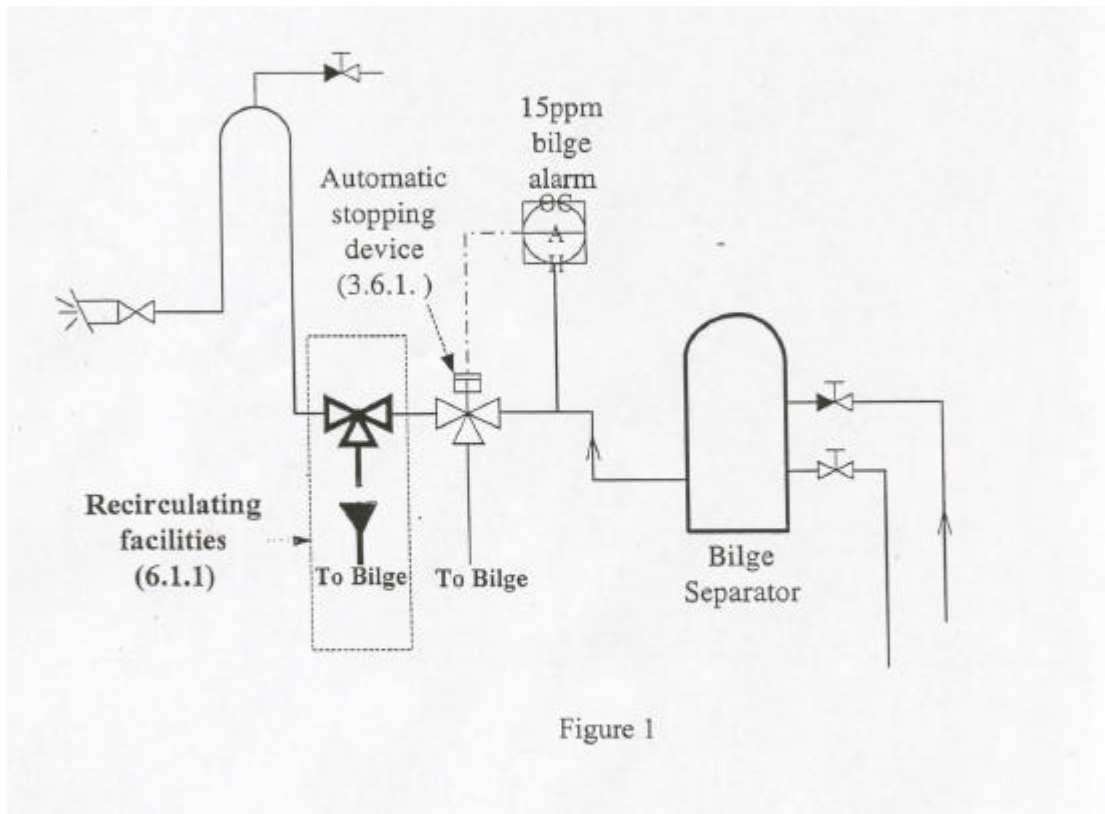 15ppm
bilge
alarm
OC
A
H
Automatic
stopping
device
(3.6.1. )
Recirculating
facilities
(6.1.1)
To Bilge
To Bilge
Bilge
Separator
Figure 1